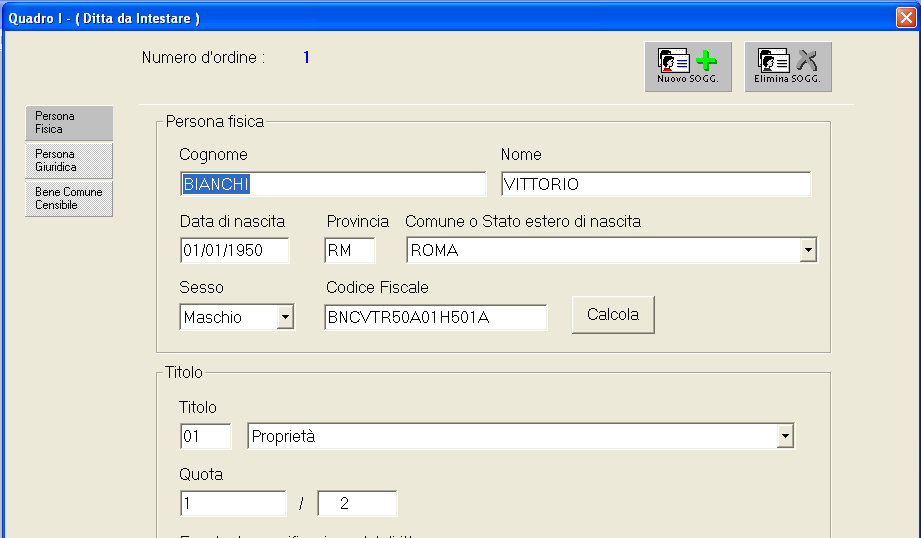 Quadro I - ( Ditta da Intestare )
Numero d'ordine : 1
Nuovo SOGG. Elimina SOGG.
Persona
Fisica
Persona
Giuridica
Bene Comune
Censibile
Persona fisica
Cognome Nome
BIANCHI VITTORIO
Data di nascita Provincia Comune o Stato estero di nascita
01/01/1950 RM ROMA
Sesso Codice Fiscale
Maschio BNCVTR50A01H501A Calcola
Titolo
Titolo
01 Proprietà
Quota
1 / 2